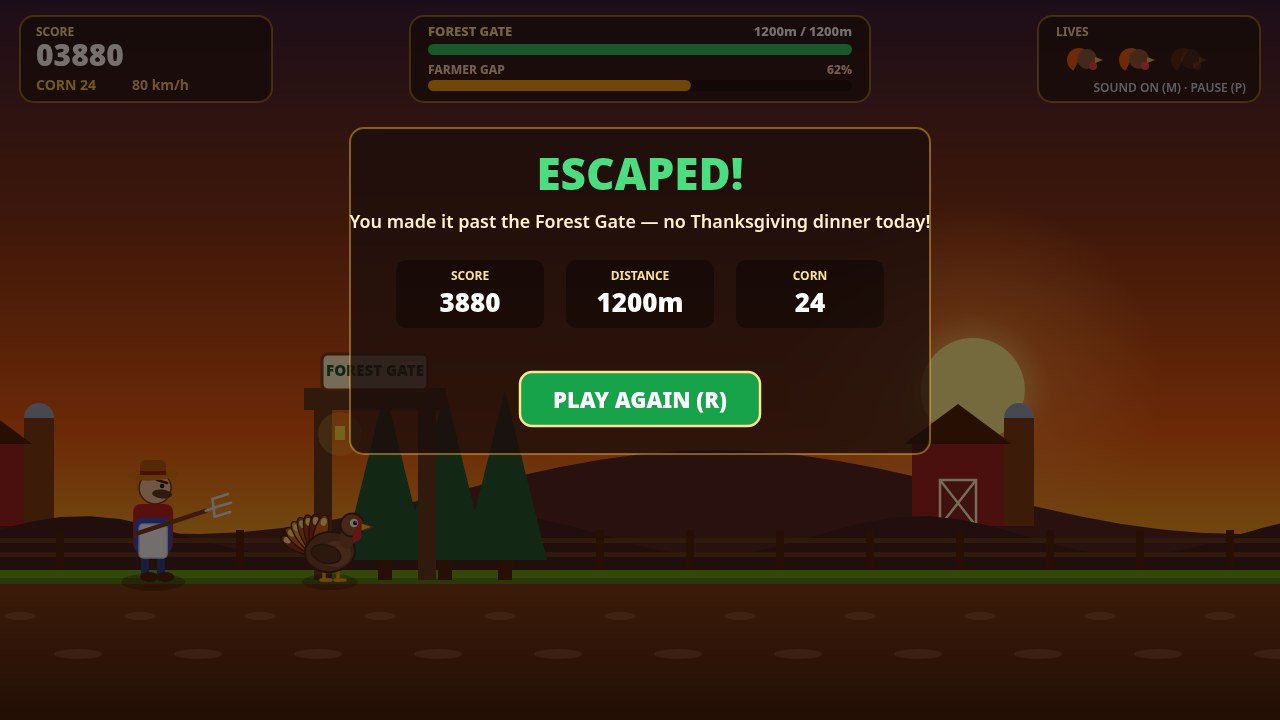 SCORE
03880
CORN 24 80 km/h
FOREST GATE 1200m / 1200m
FARMER GAP 62%
LIVES
SOUND ON (M) · PAUSE (P)
ESCAPED!
You made it past the Forest Gate — no Thanksgiving dinner today!
SCORE
3880
DISTANCE
1200m
CORN
24
FOREST GATE
PLAY AGAIN (R)